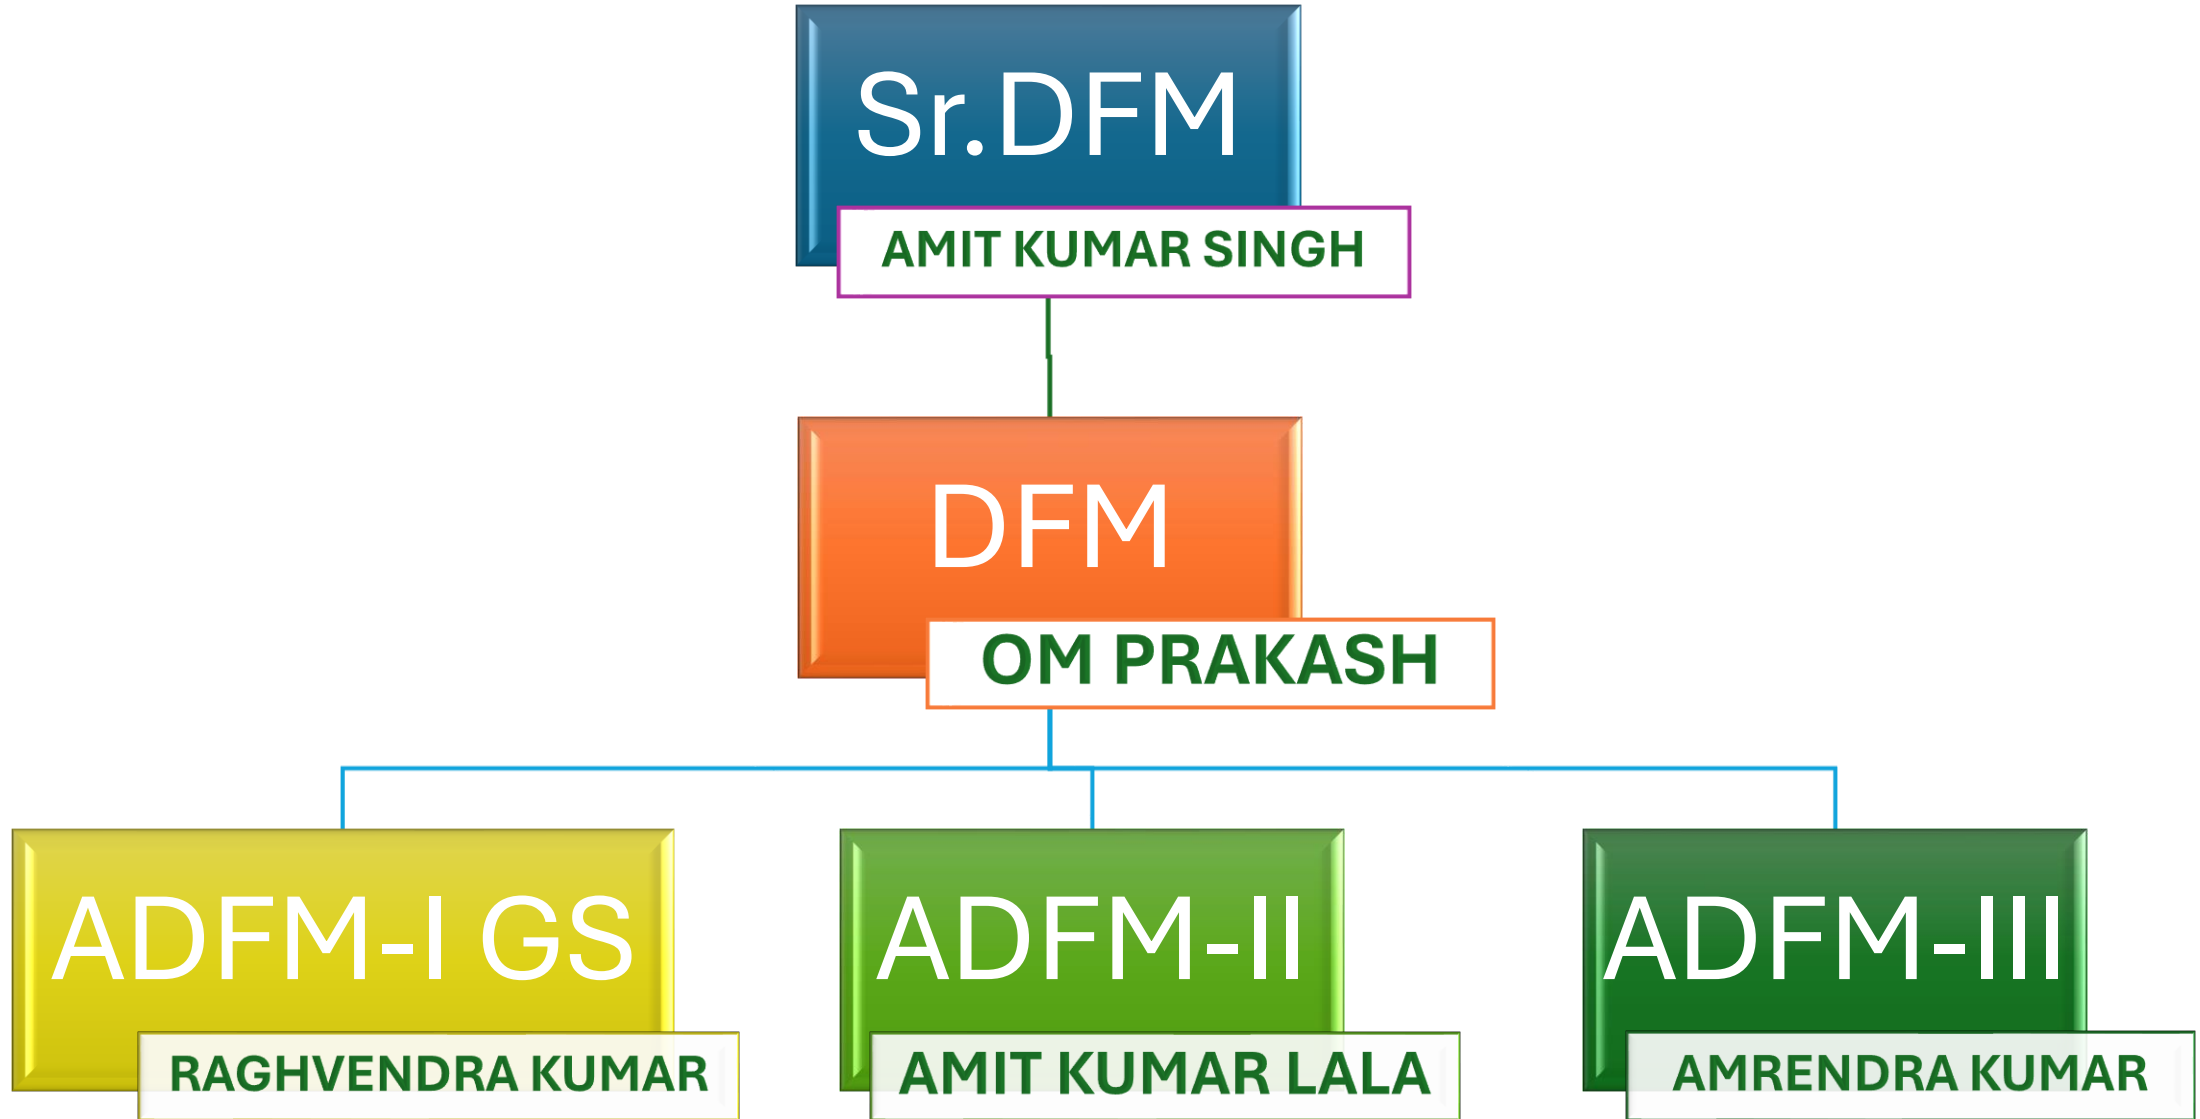 Sr.DFM
AMIT KUMAR SINGH
DFM
OM PRAKASH
ADFM-I GS
RAGHVENDRA KUMAR
ADFM-II
AMIT KUMAR LALA
ADFM-III
AMRENDRA KUMAR